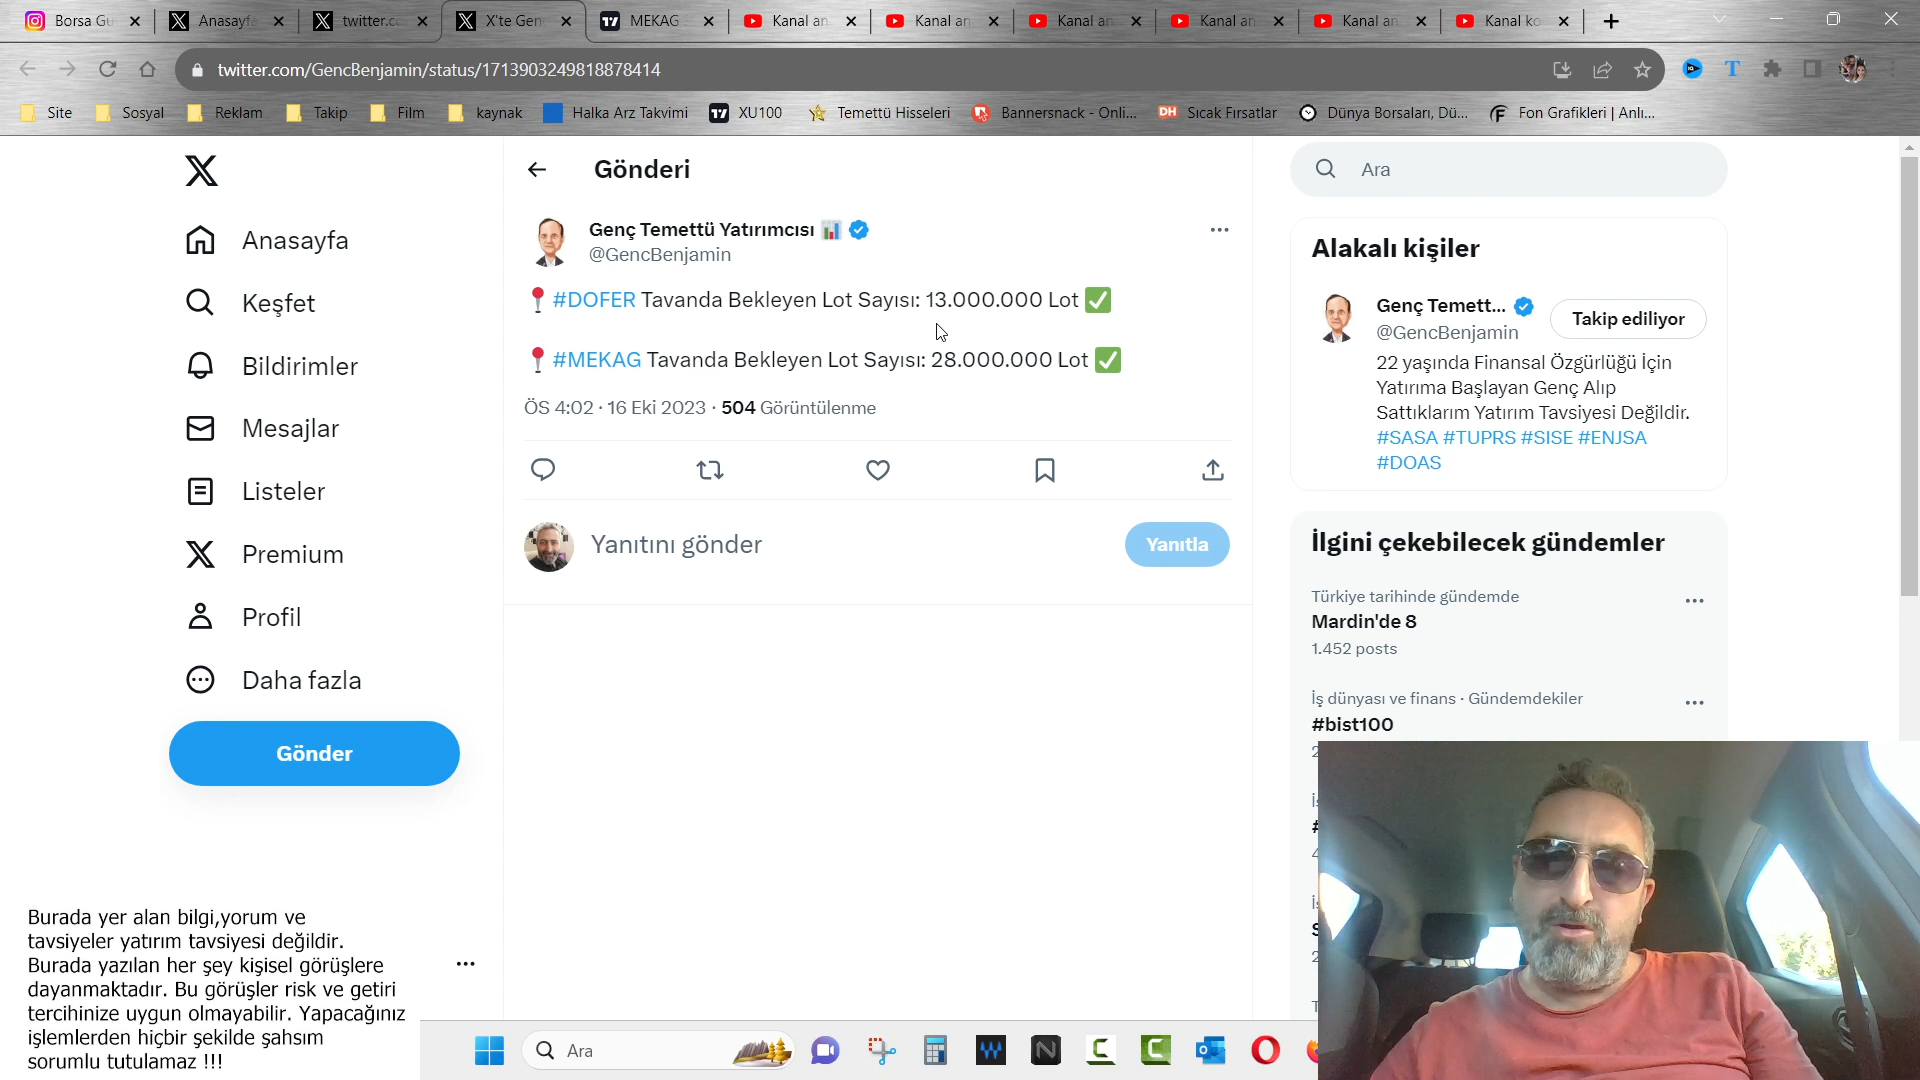 Borsa Gu
Anasayfa
twitter.co
X'te Gen
MEKAG
Kanal an
Kanal an
Kanal an
Kanal an
Kanal an
Kanal ko
twitter.com/GencBenjamin/status/1713903249818878414
Site
Sosyal
Reklam
Takip
Film
kaynak
Halka Arz Takvimi
XU100
Temettü Hisseleri
Bannersnack - Onli...
DH Sıcak Fırsatlar
Dünya Borsaları, Dü...
Fon Grafikleri | Anlı...
Anasayfa
Keşfet
Bildirimler
Mesajlar
Listeler
Premium
Profil
Daha fazla
Gönder
Gönderi
Genç Temettü Yatırımcısı
@GencBenjamin
#DOFER Tavanda Bekleyen Lot Sayısı: 13.000.000 Lot
#MEKAG Tavanda Bekleyen Lot Sayısı: 28.000.000 Lot
ÖS 4:02 · 16 Eki 2023 · 504 Görüntülenme
Yanıtını gönder
Yanıtla
Ara
Alakalı kişiler
Genç Temett...
@GencBenjamin
Takip ediliyor
22 yaşında Finansal Özgürlüğü İçin
Yatırıma Başlayan Genç Alıp
Sattıklarım Yatırım Tavsiyesi Değildir.
#SASA #TUPRS #SISE #ENJSA
#DOAS
İlgini çekebilecek gündemler
Türkiye tarihinde gündemde
Mardin'de 8
1.452 posts
İş dünyası ve finans · Gündemdekiler
#bist100
Burada yer alan bilgi,yorum ve
tavsiyeler yatırım tavsiyesi değildir.
Burada yazılan her şey kişisel görüşlere
dayanmaktadır. Bu görüşler risk ve getiri
tercihinize uygun olmayabilir. Yapacağınız
işlemlerden hiçbir şekilde şahsım
sorumlu tutulamaz !!!
Ara